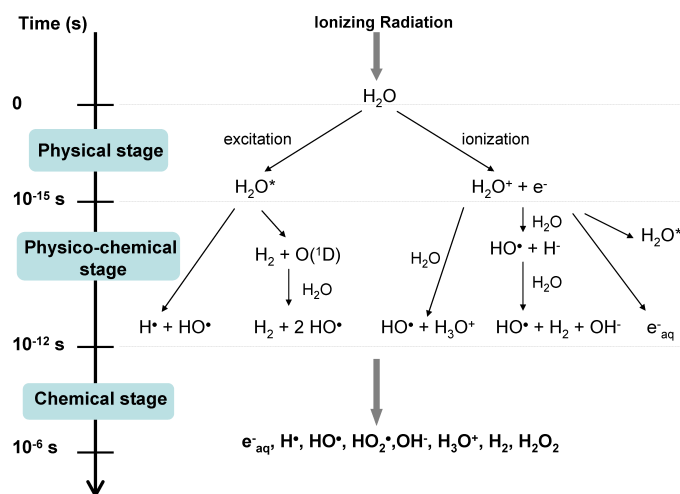 Time (s) Ionizing Radiation
0 H₂O
excitation ionization
Physical stage
H₂O* H₂O⁺ + e⁻
10⁻¹⁵ s
H₂O H₂O*
Physico-chemical
stage
H₂ + O(¹D) H₂O HO• + H⁻
H₂O H₂O
H• + HO• H₂ + 2 HO• HO• + H₃O⁺ HO• + H₂ + OH⁻ e⁻aq
10⁻¹² s
Chemical stage
10⁻⁶ s e⁻aq, H•, HO•, HO₂•,OH⁻, H₃O⁺, H₂, H₂O₂